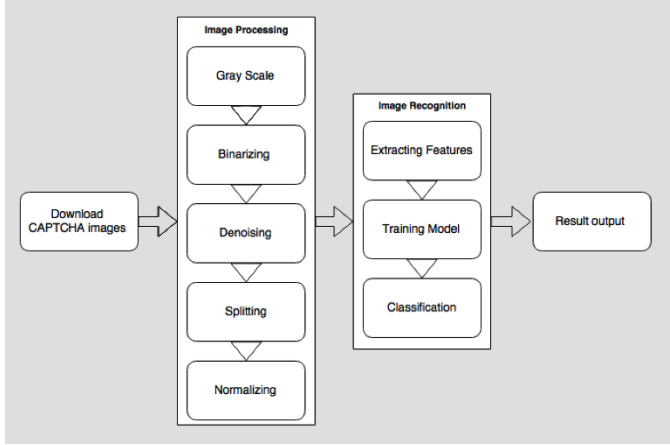 Download
CAPTCHA images
Image Processing
Gray Scale
Binarizing
Denoising
Splitting
Normalizing
Image Recognition
Extracting Features
Training Model
Classification
Result output